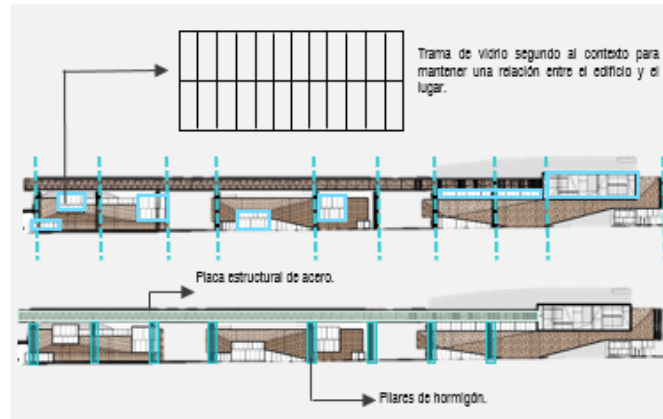 Trama de vidrio segundo al contexto para
mantener una relación entre el edificio y el
lugar.
Placa estructural de acero.
Pilares de hormigón.